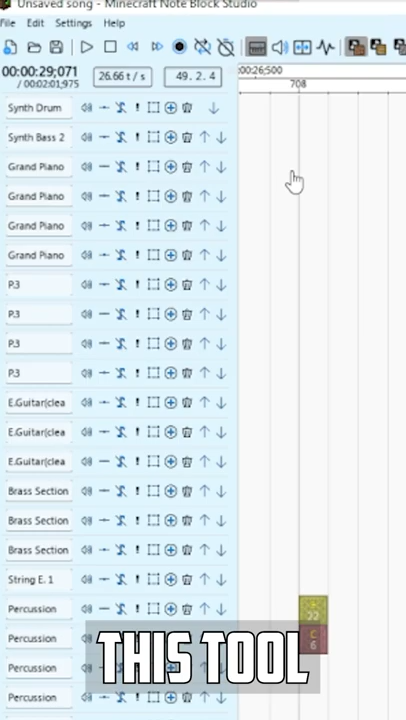 Unsaved song - Minecraft Note Block Studio
File Edit Settings Help
00:00:29;071
/ 00:02:01;975
26.66 t / s
49. 2. 4
:00:26;500
708
Synth Drum
Synth Bass 2
Grand Piano
Grand Piano
Grand Piano
Grand Piano
P.3
P.3
P.3
P.3
E.Guitar(clea
E.Guitar(clea
E.Guitar(clea
Brass Section
Brass Section
Brass Section
String E. 1
Percussion
Percussion
C
6
THIS TOOL
Percussion
Percussion